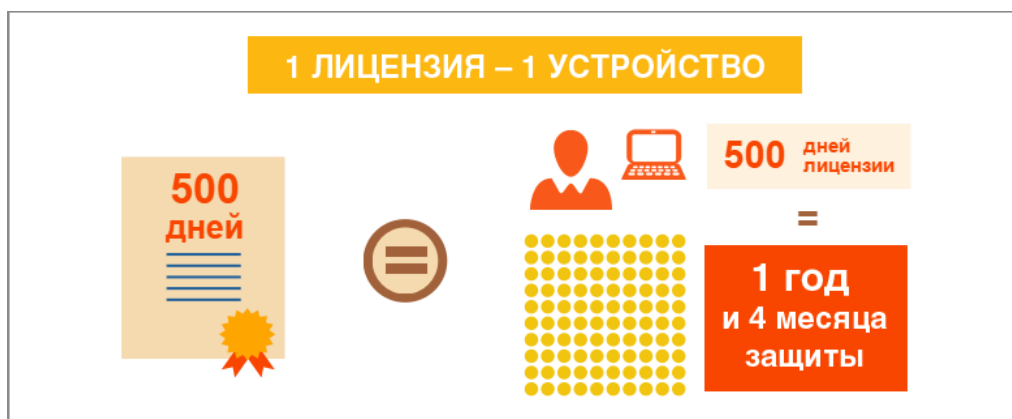 1 ЛИЦЕНЗИЯ – 1 УСТРОЙСТВО
500
дней
500 дней
лицензии
=
1 год
и 4 месяца
защиты